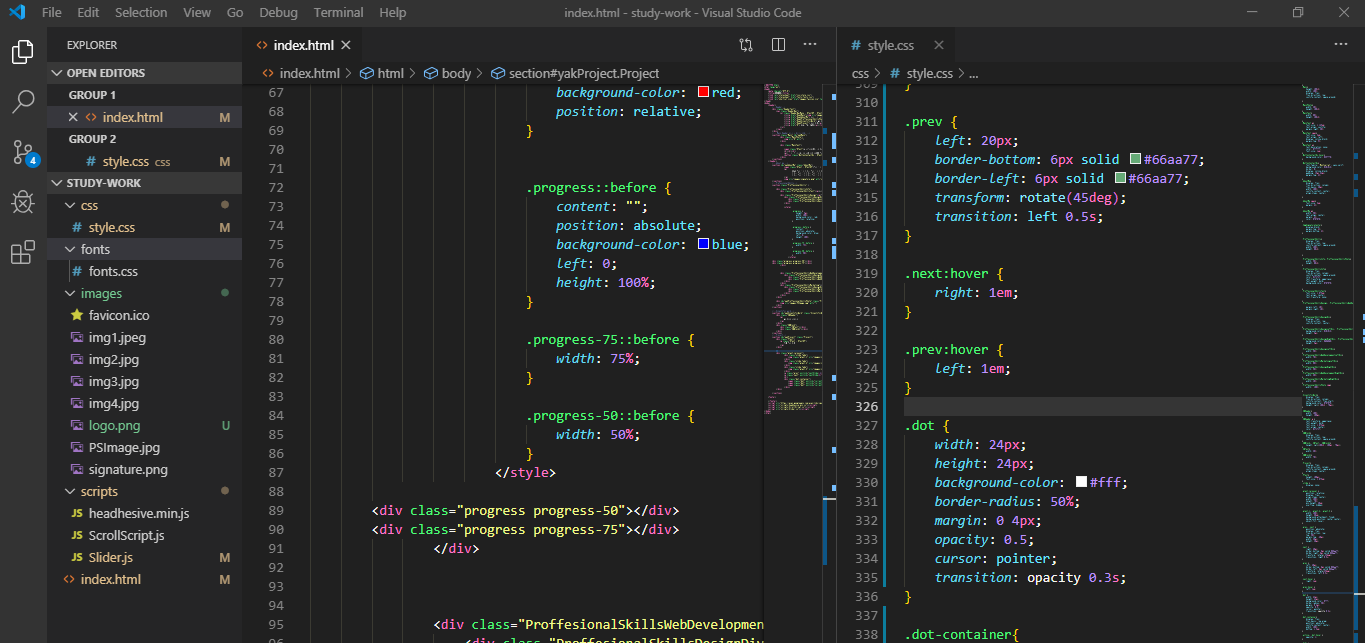 File Edit Selection View Go Debug Terminal Help index.html - study-work - Visual Studio Code
EXPLORER
OPEN EDITORS
GROUP 1
index.html M
GROUP 2
style.css css M
STUDY-WORK
css
style.css M
fonts
fonts.css
images
favicon.ico
img1.jpeg
img2.jpg
img3.jpg
img4.jpg
logo.png U
PSImage.jpg
signature.png
scripts
JS headhesive.min.js
JS ScrollScript.js
JS Slider.js M
index.html M
4
index.html
index.html > html > body > section#yakProject.Project
67 background-color: red;
68 position: relative;
69 }
70
71
72 .progress::before {
73 content: "";
74 position: absolute;
75 background-color: blue;
76 left: 0;
77 height: 100%;
78 }
79
80 .progress-75::before {
81 width: 75%;
82 }
83
84 .progress-50::before {
85 width: 50%;
86 }
87 </style>
88
89 <div class="progress progress-50"></div>
90 <div class="progress progress-75"></div>
91 </div>
92
93
94
95 <div class="ProffesionalSkillsWebDevelopmen
96 <div class="ProffesionalSkillsDesignDiv
# style.css
css > # style.css > ...
309 }
310
311 .prev {
312 left: 20px;
313 border-bottom: 6px solid #66aa77;
314 border-left: 6px solid #66aa77;
315 transform: rotate(45deg);
316 transition: left 0.5s;
317 }
318
319 .next:hover {
320 right: 1em;
321 }
322
323 .prev:hover {
324 left: 1em;
325 }
326
327 .dot {
328 width: 24px;
329 height: 24px;
330 background-color: #fff;
331 border-radius: 50%;
332 margin: 0 4px;
333 opacity: 0.5;
334 cursor: pointer;
335 transition: opacity 0.3s;
336 }
337
338 .dot-container{